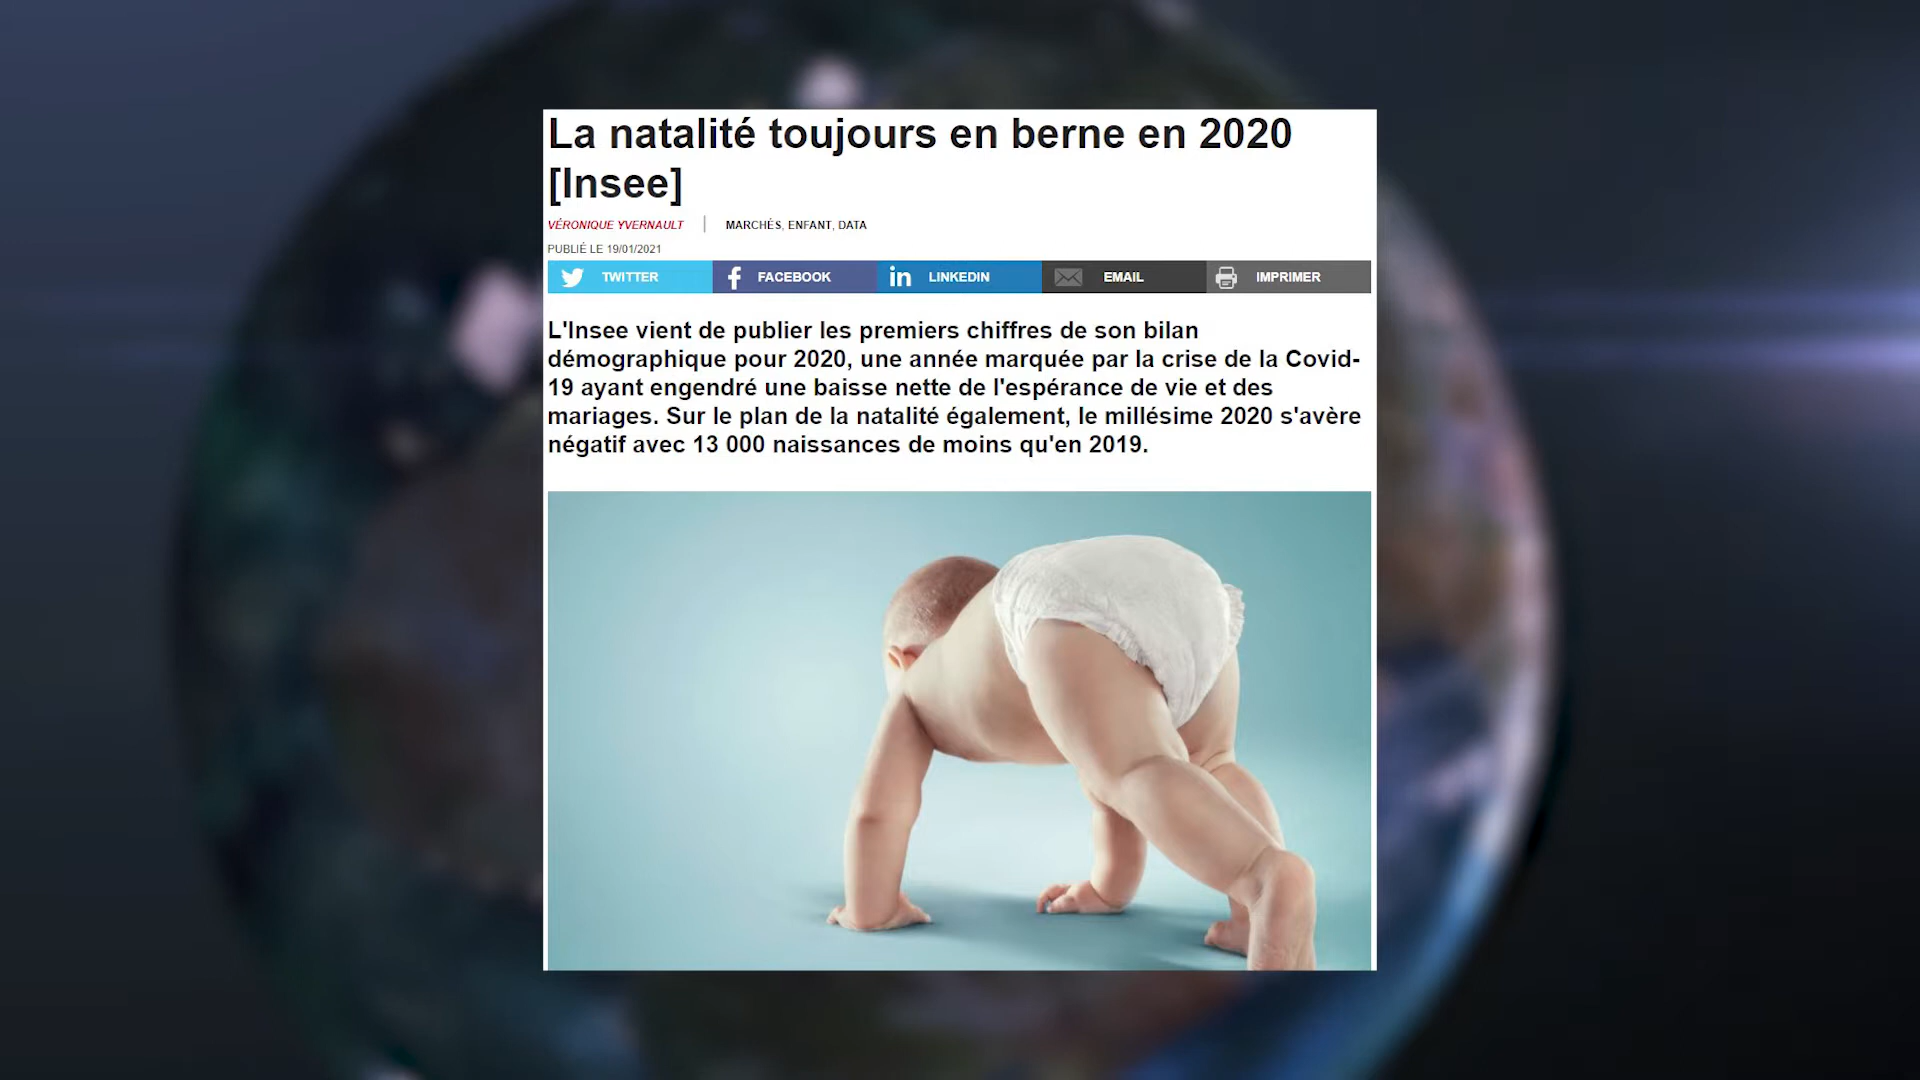 La natalité toujours en berne en 2020
[Insee]
VÉRONIQUE YVERNAULT | MARCHÉS, ENFANT, DATA
PUBLIÉ LE 19/01/2021
TWITTER FACEBOOK LINKEDIN EMAIL IMPRIMER
L'Insee vient de publier les premiers chiffres de son bilan
démographique pour 2020, une année marquée par la crise de la Covid-
19 ayant engendré une baisse nette de l'espérance de vie et des
mariages. Sur le plan de la natalité également, le millésime 2020 s'avère
négatif avec 13 000 naissances de moins qu'en 2019.